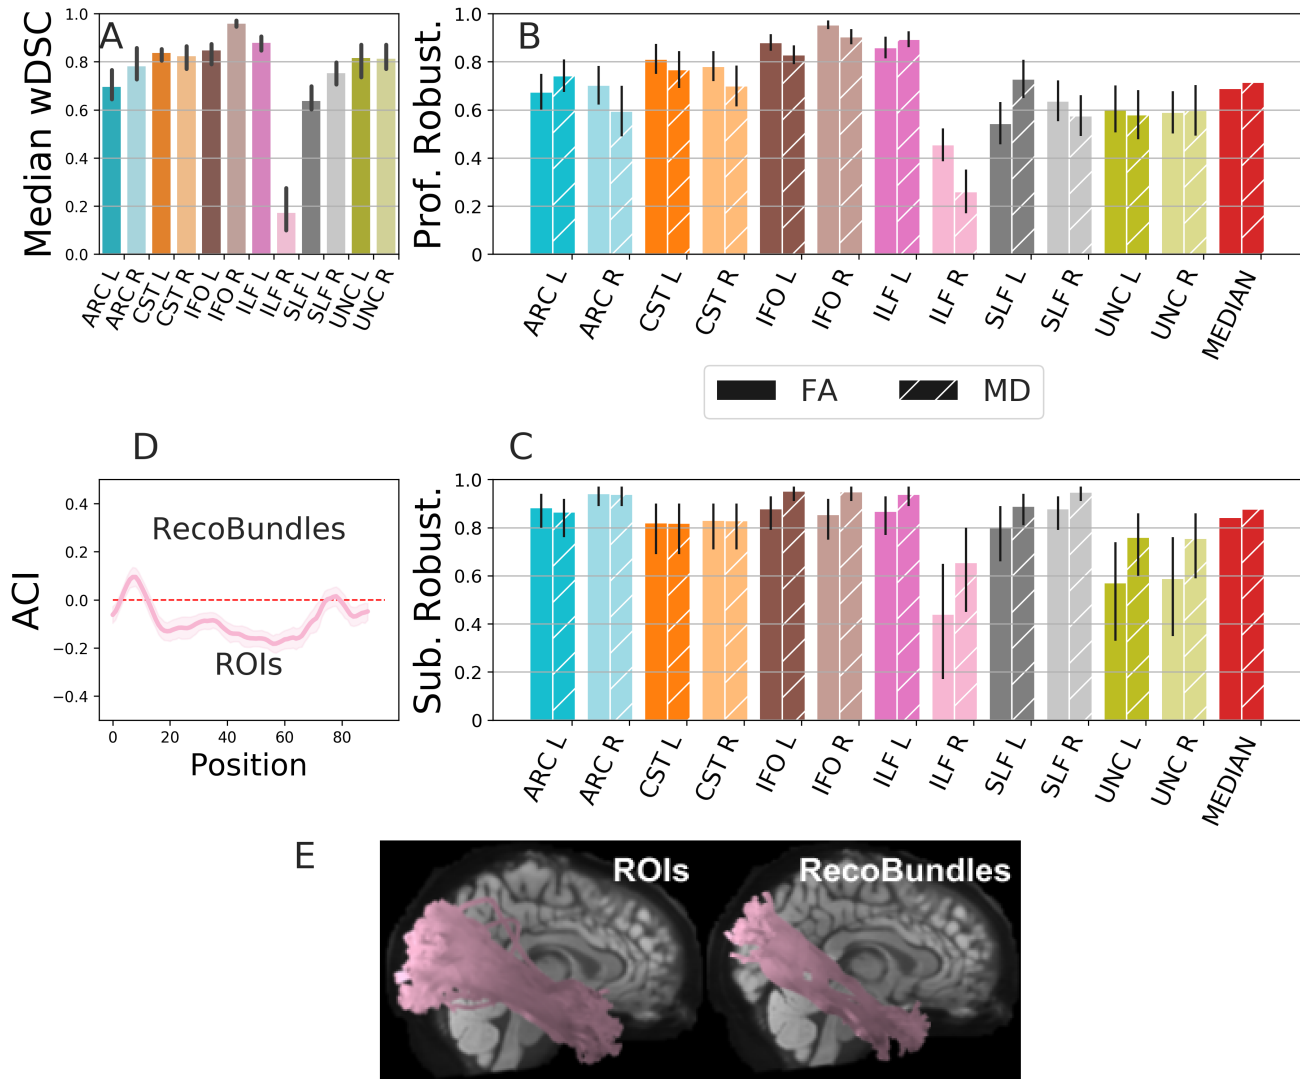 A
Median wDSC
1.0
0.8
0.6
0.4
0.2
0.0
ARC L
ARC R
CST L
CST R
IFO L
IFO R
ILF L
ILF R
SLF L
SLF R
UNC L
UNC R
B
Prof. Robust.
1.0
0.8
0.6
0.4
0.2
0
ARC L
ARC R
CST L
CST R
IFO L
IFO R
ILF L
ILF R
SLF L
SLF R
UNC L
UNC R
MEDIAN
FA
MD
D
ACI
0.4
0.2
0.0
−0.2
−0.4
RecoBundles
ROIs
0
20
40
60
80
Position
C
Sub. Robust.
1.0
0.8
0.6
0.4
0.2
0
ARC L
ARC R
CST L
CST R
IFO L
IFO R
ILF L
ILF R
SLF L
SLF R
UNC L
UNC R
MEDIAN
E
ROIs
RecoBundles